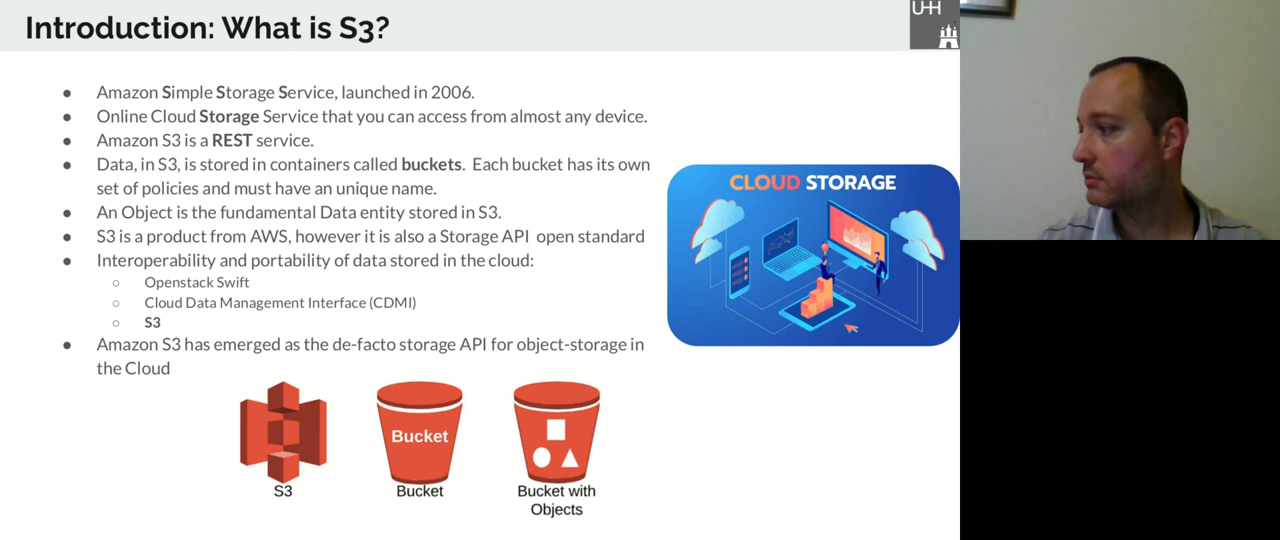 Introduction: What is S3?
UHH
● Amazon Simple Storage Service, launched in 2006.
● Online Cloud Storage Service that you can access from almost any device.
● Amazon S3 is a REST service.
● Data, in S3, is stored in containers called buckets. Each bucket has its own
set of policies and must have an unique name.
● An Object is the fundamental Data entity stored in S3.
● S3 is a product from AWS, however it is also a Storage API open standard
● Interoperability and portability of data stored in the cloud:
○ Openstack Swift
○ Cloud Data Management Interface (CDMI)
○ S3
● Amazon S3 has emerged as the de-facto storage API for object-storage in
the Cloud
CLOUD STORAGE
Bucket
S3
Bucket
Bucket with
Objects